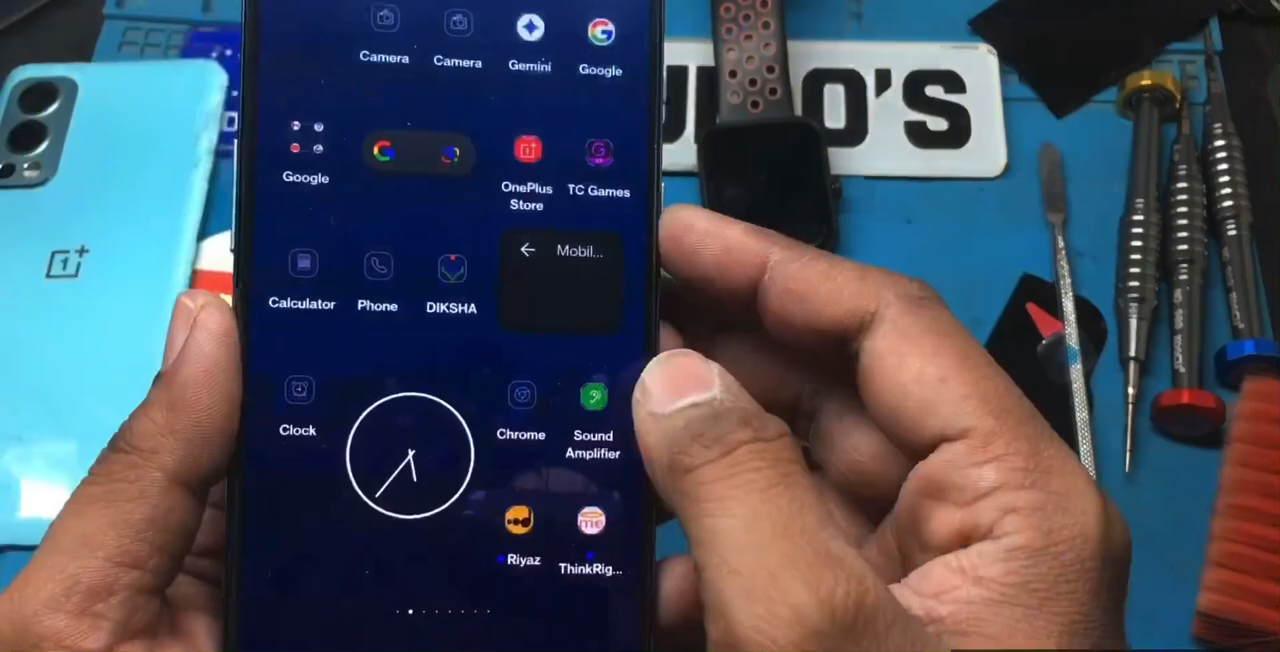 Camera
Camera
Gemini
Google
O'S
Google
OnePlus
Store
TC Games
Mobil...
Calculator
Phone
DIKSHA
Clock
Chrome
Sound
Amplifier
me
Riyaz
ThinkRig...